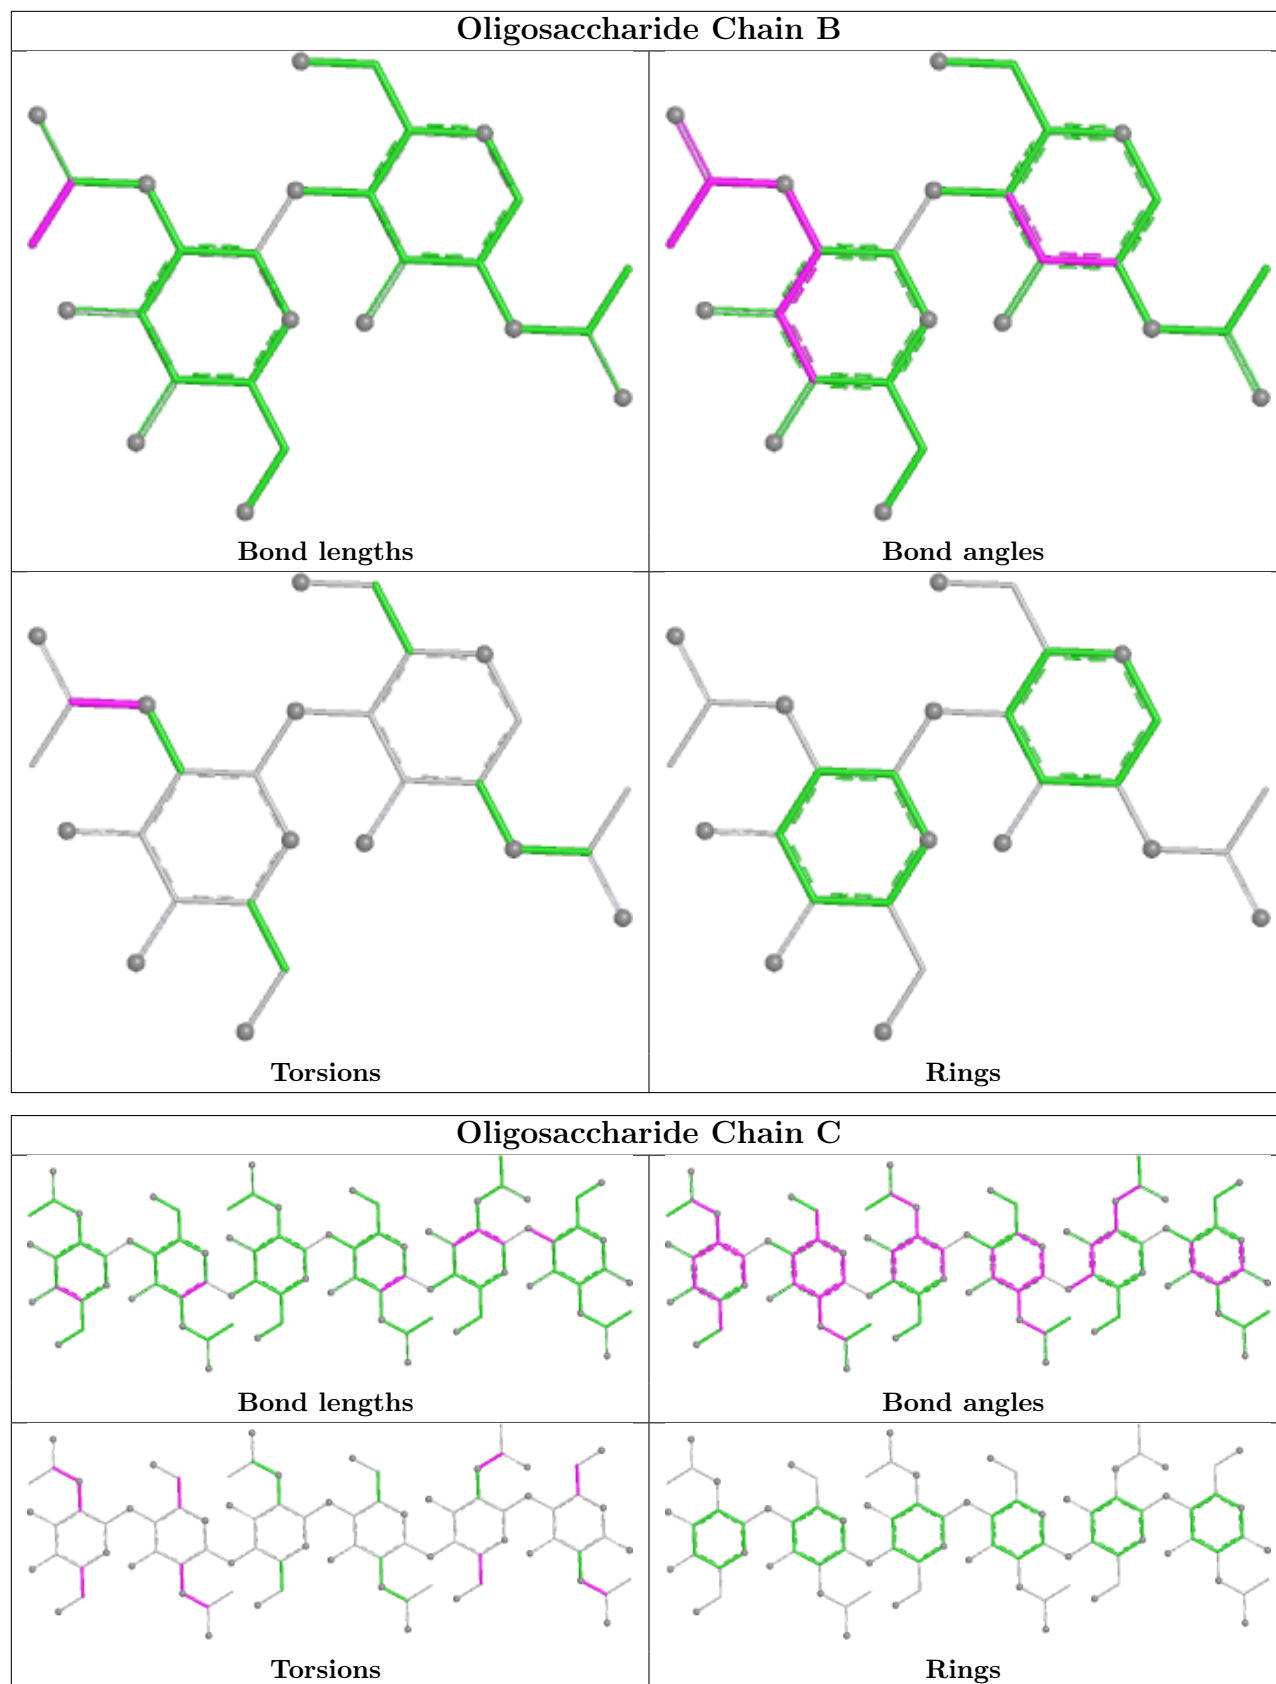 Oligosaccharide Chain B
Bond lengths
Bond angles
Torsions
Rings
Oligosaccharide Chain C
Bond lengths
Bond angles
Torsions
Rings